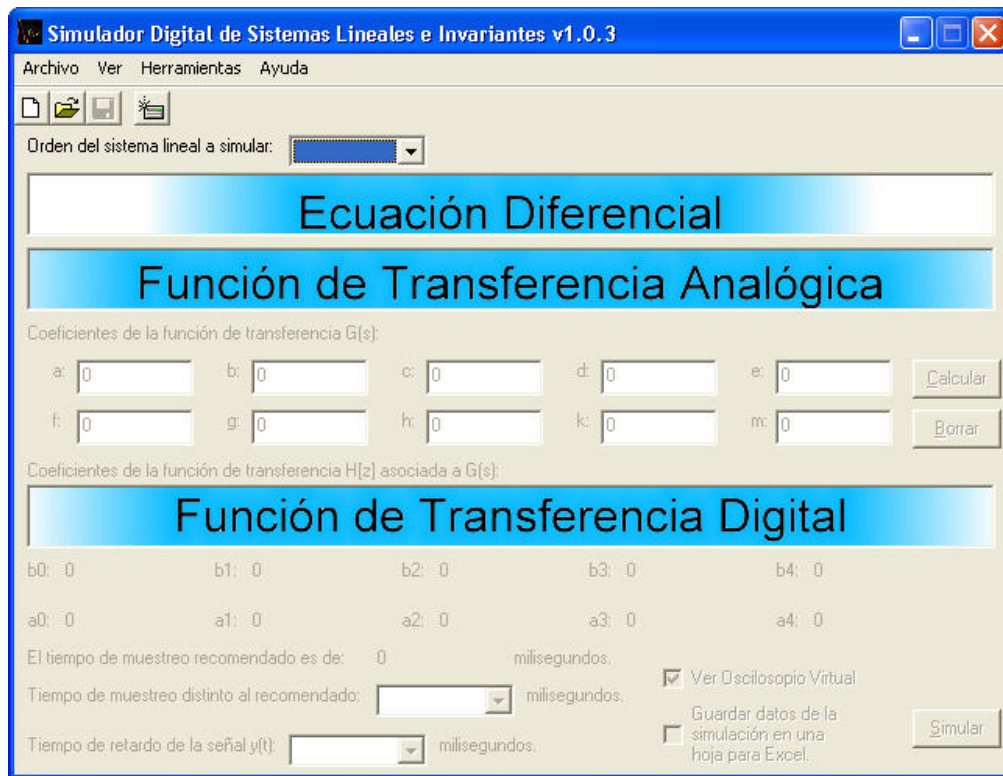 Simulador Digital de Sistemas Lineales e Invariantes v1.0.3
Archivo Ver Herramientas Ayuda
Orden del sistema lineal a simular:
Ecuación Diferencial
Función de Transferencia Analógica
Coeficientes de la función de transferencia G(s):
a: 0 b: 0 c: 0 d: 0 e: 0 Calcular
f: 0 g: 0 h: 0 k: 0 m: 0 Borrar
Coeficientes de la función de transferencia H[z] asociada a G(s):
Función de Transferencia Digital
b0: 0 b1: 0 b2: 0 b3: 0 b4: 0
a0: 0 a1: 0 a2: 0 a3: 0 a4: 0
El tiempo de muestreo recomendado es de: 0 milisegundos.
Tiempo de muestreo distinto al recomendado: milisegundos.
Tiempo de retardo de la señal y(t): milisegundos.
Ver Oscilosopio Virtual
Guardar datos de la
simulación en una
hoja para Excel.
Simular